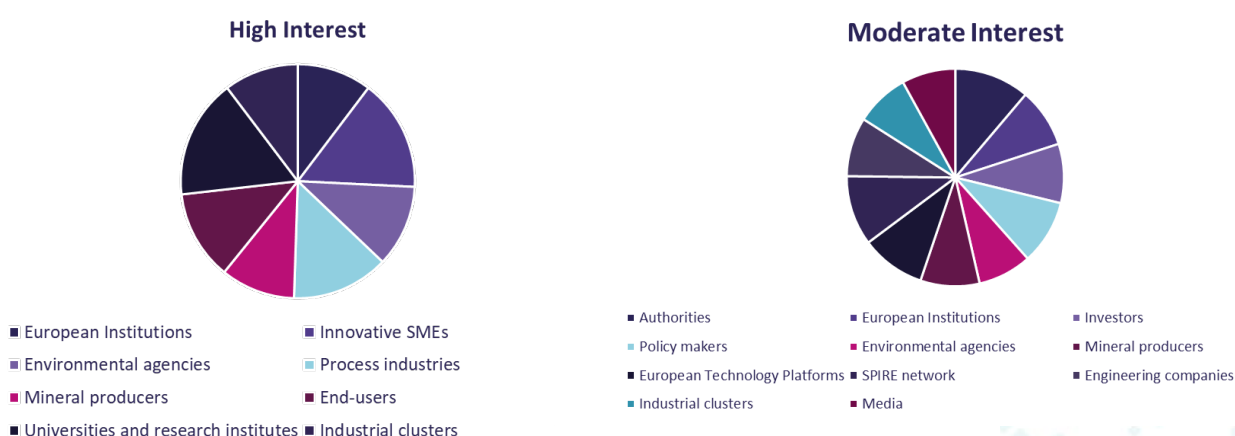 High Interest
European Institutions
Innovative SMEs
Environmental agencies
Process industries
Mineral producers
End-users
Universities and research institutes
Industrial clusters
Moderate Interest
Authorities
European Institutions
Investors
Policy makers
Environmental agencies
Mineral producers
European Technology Platforms
SPIRE network
Engineering companies
Industrial clusters
Media